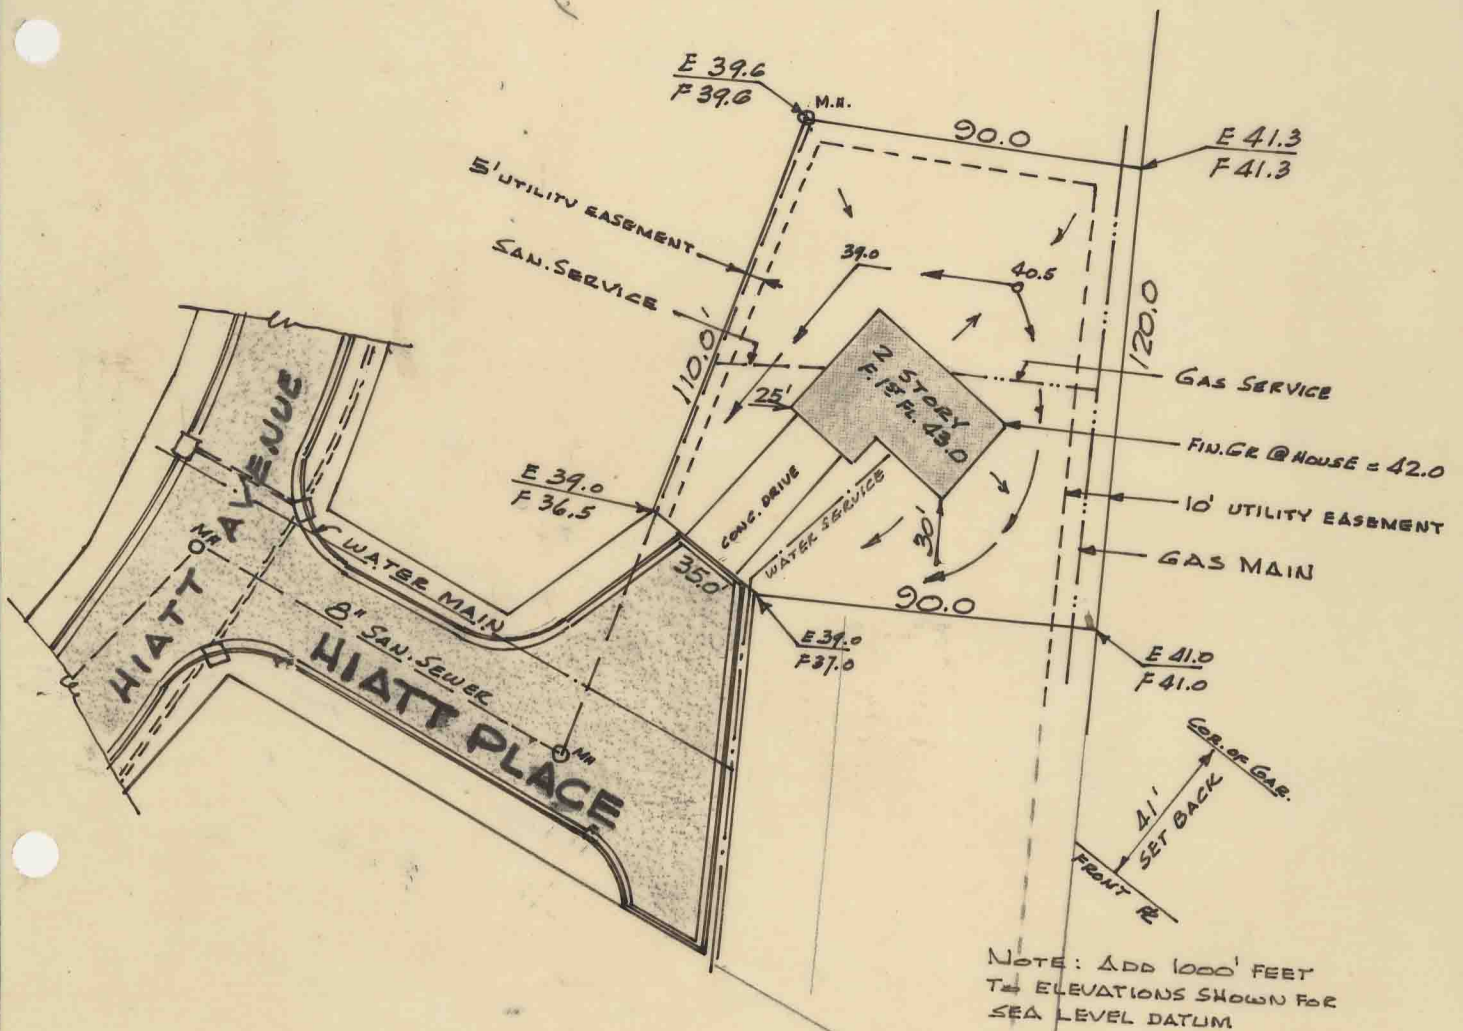 E 39.6
F 39.6
M.H.
90.0
E 41.3
F 41.3
5' UTILITY EASEMENT
SAN. SERVICE
39.0
40.5
110.0'
120.0
25'
2 STORY
F. 1ST FL. 43.0
GAS SERVICE
FIN. GR @ HOUSE = 42.0
10' UTILITY EASEMENT
GAS MAIN
E 39.0
F 36.5
CONC. DRIVE
WATER SERVICE
30'
35.0'
90.0
E 39.0
F 37.0
E 41.0
F 41.0
HIATT AVENUE
MH
WATER MAIN
8" SAN. SEWER
HIATT PLACE
MH
COR. OF GAR.
41'
SET BACK
FRONT PL
NOTE: ADD 1000' FEET
TO ELEVATIONS SHOWN FOR
SEA LEVEL DATUM